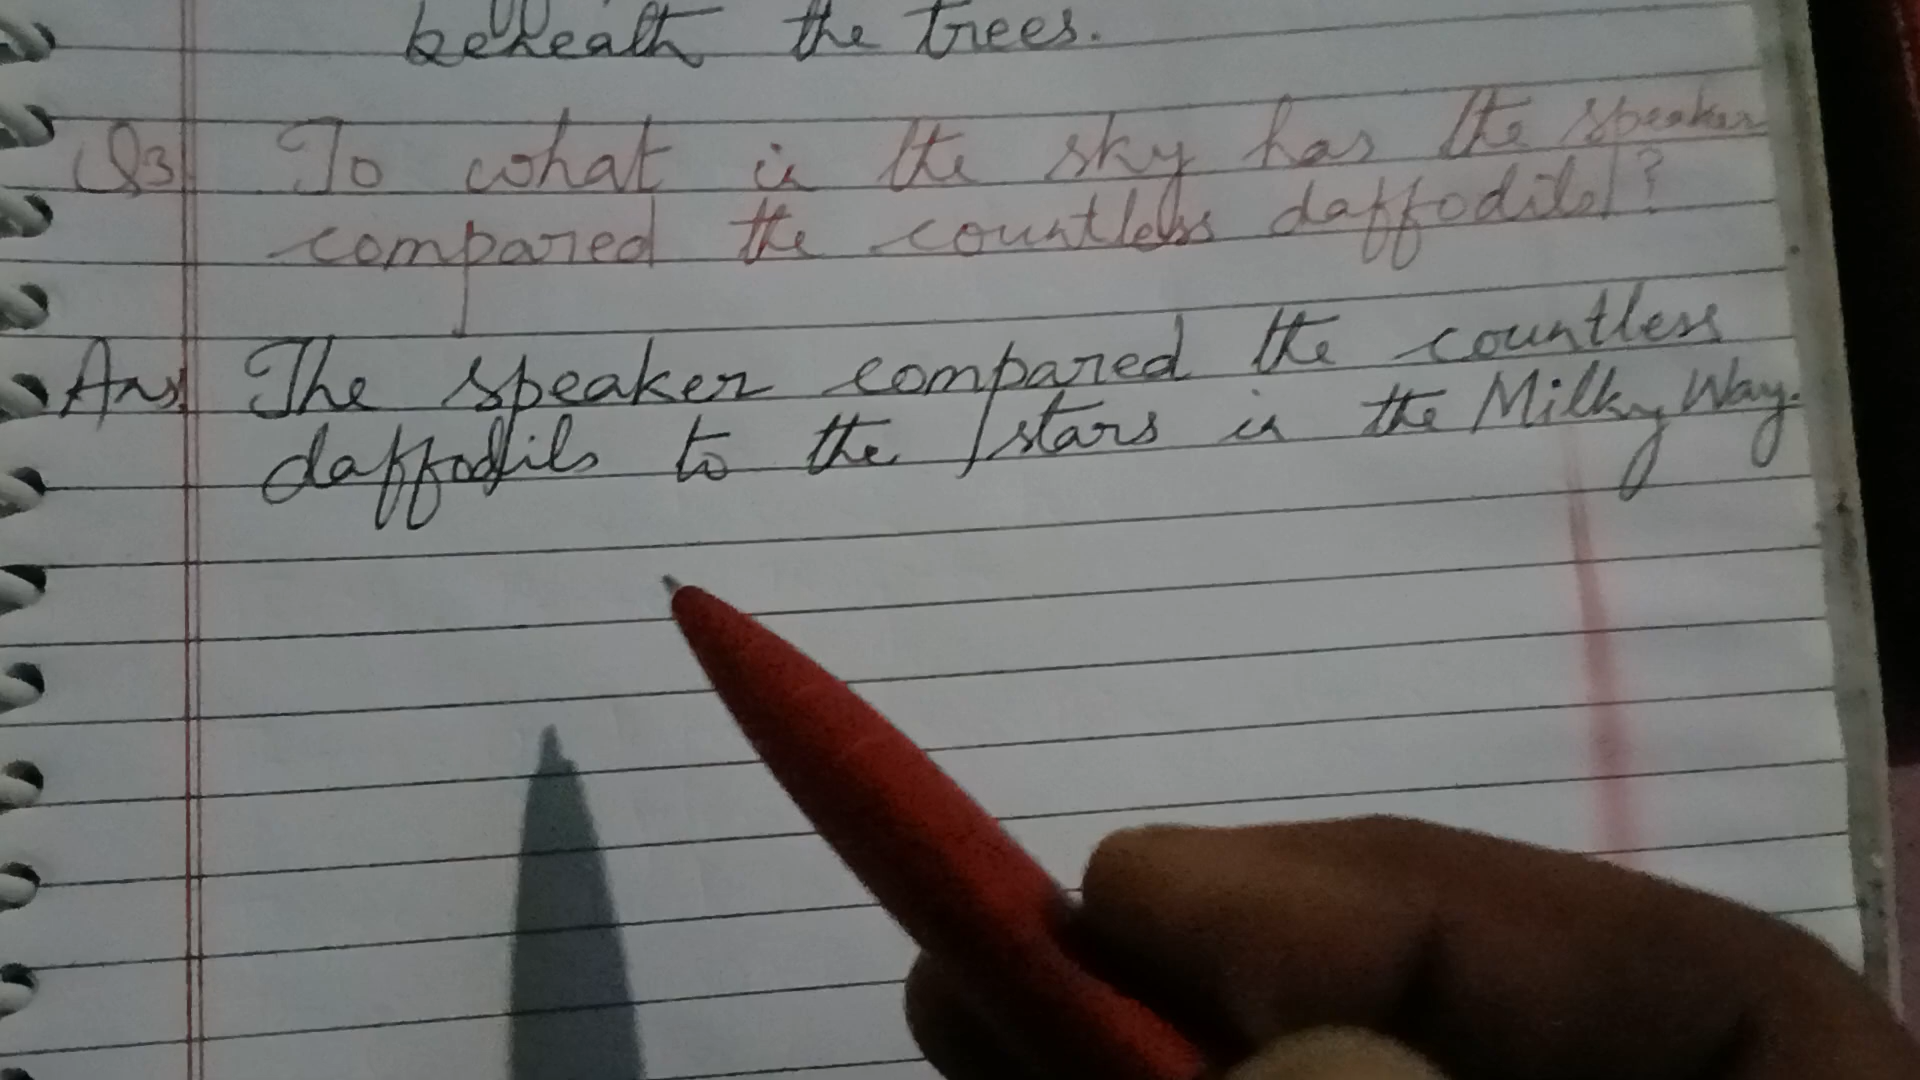 beneath the trees.
Q3 To what in the sky has the speaker
compared the countless daffodils?
Ans. The speaker compared the countless
daffodils to the stars in the Milky Way.